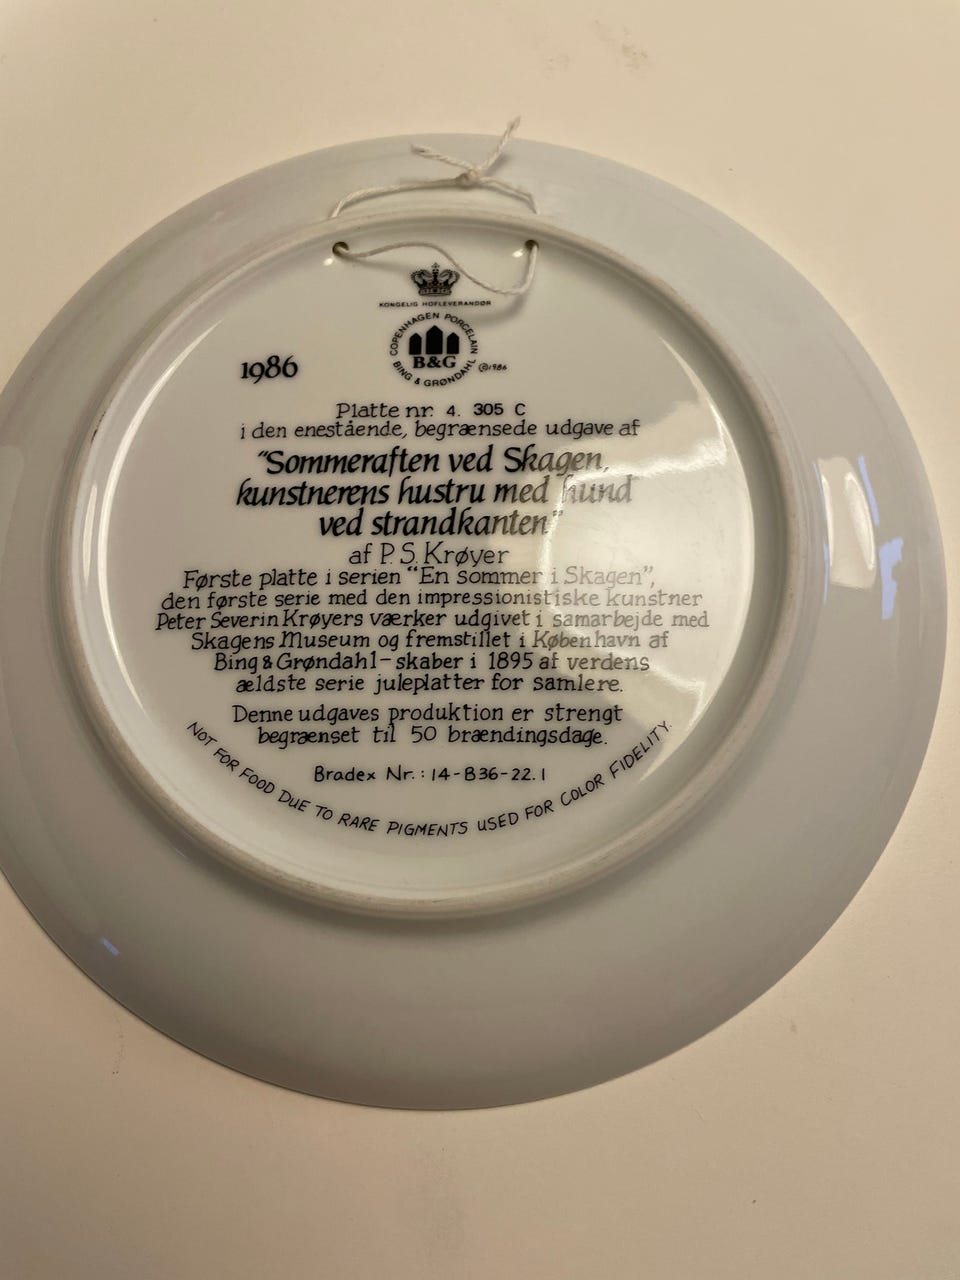 KONGELIG HOFLEVERANDØR
COPENHAGEN PORCELAIN
B&G
BING & GRØNDAHL
©1986
1986
Platte nr. 4. 305 C
i den enestående, begrænsede udgave af
"Sommeraften ved Skagen,
kunstnerens hustru med hund
ved strandkanten"
af P. S. Krøyer
Første platte i serien "En sommer i Skagen",
den første serie med den impressionistiske kunstner
Peter Severin Krøyers værker udgivet i samarbejde med
Skagens Museum og fremstillet i København af
Bing & Grøndahl - skaber i 1895 af verdens
ældste serie juleplatter for samlere.
Denne udgaves produktion er strengt
begrænset til 50 brændingsdage.
Bradex Nr.: 14-B36-22.1
NOT FOR FOOD DUE TO RARE PIGMENTS USED FOR COLOR FIDELITY.